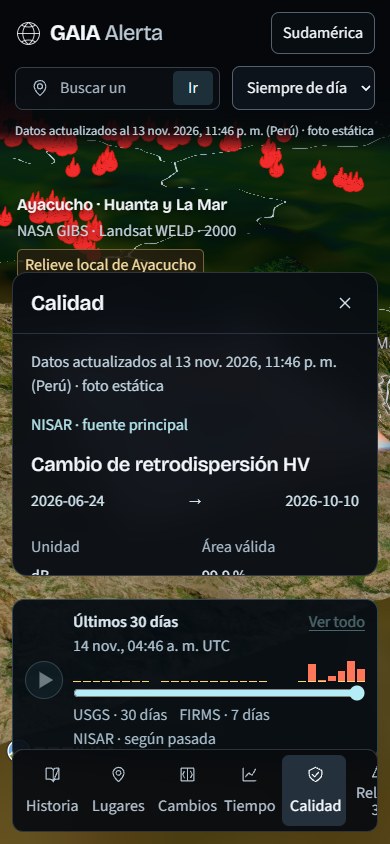 GAIA Alerta
Sudamérica
Buscar un
Ir
Siempre de día
Datos actualizados al 13 nov. 2026, 11:46 p. m. (Perú) · foto estática
Ayacucho · Huanta y La Mar
NASA GIBS · Landsat WELD · 2000
Relieve local de Ayacucho
Calidad
Datos actualizados al 13 nov. 2026, 11:46 p. m.
(Perú) · foto estática
NISAR · fuente principal
Cambio de retrodispersión HV
2026-06-24 → 2026-10-10
Unidad Área válida
Últimos 30 días Ver todo
14 nov., 04:46 a. m. UTC
USGS · 30 días FIRMS · 7 días
NISAR · según pasada
Historia Lugares Cambios Tiempo Calidad